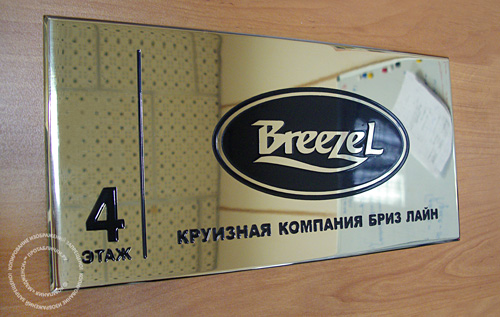 BreezeL
4
ЭТАЖ
КРУИЗНАЯ КОМПАНИЯ БРИЗ ЛАЙН